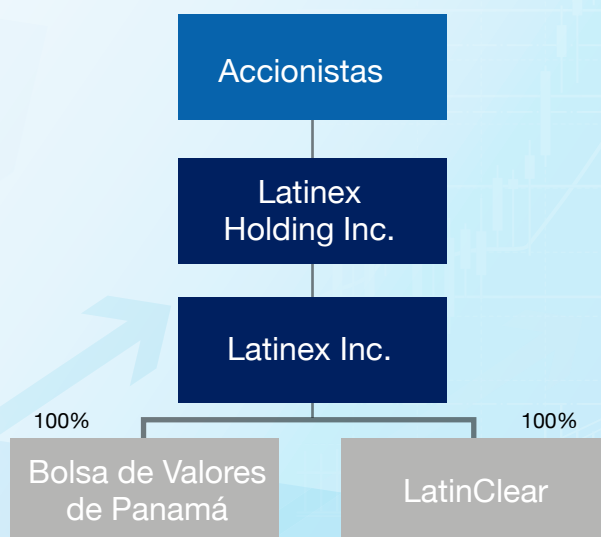 Accionistas
Latinex
Holding Inc.
Latinex Inc.
100%
100%
Bolsa de Valores
de Panamá
LatinClear